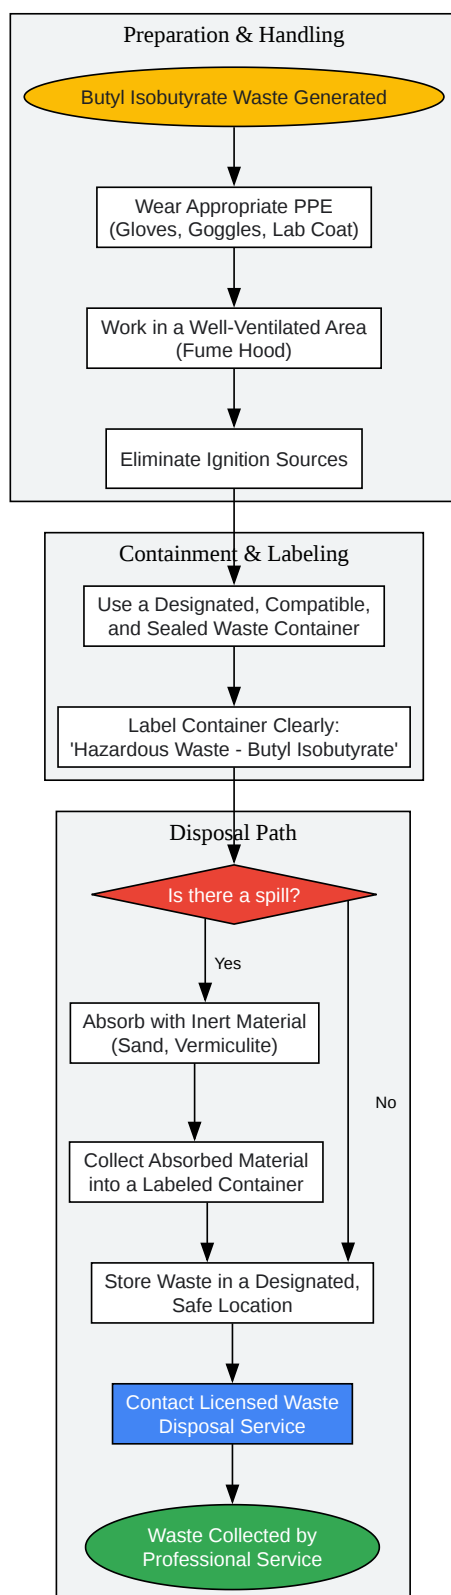 Preparation & Handling
Butyl Isobutyrate Waste Generated
Wear Appropriate PPE
(Gloves, Goggles, Lab Coat)
Work in a Well-Ventilated Area
(Fume Hood)
Eliminate Ignition Sources
Containment & Labeling
Use a Designated, Compatible,
and Sealed Waste Container
Label Container Clearly:
'Hazardous Waste - Butyl Isobutyrate'
Disposal Path
Is there a spill?
Yes
Absorb with Inert Material
(Sand, Vermiculite)
No
Collect Absorbed Material
into a Labeled Container
Store Waste in a Designated,
Safe Location
Contact Licensed Waste
Disposal Service
Waste Collected by
Professional Service